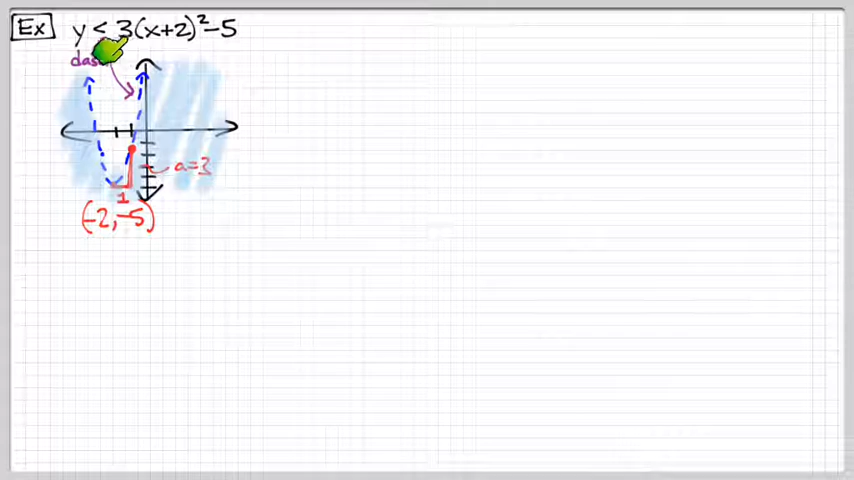 Ex y < 3(x+2)²-5
a=3
1
(-2,-5)